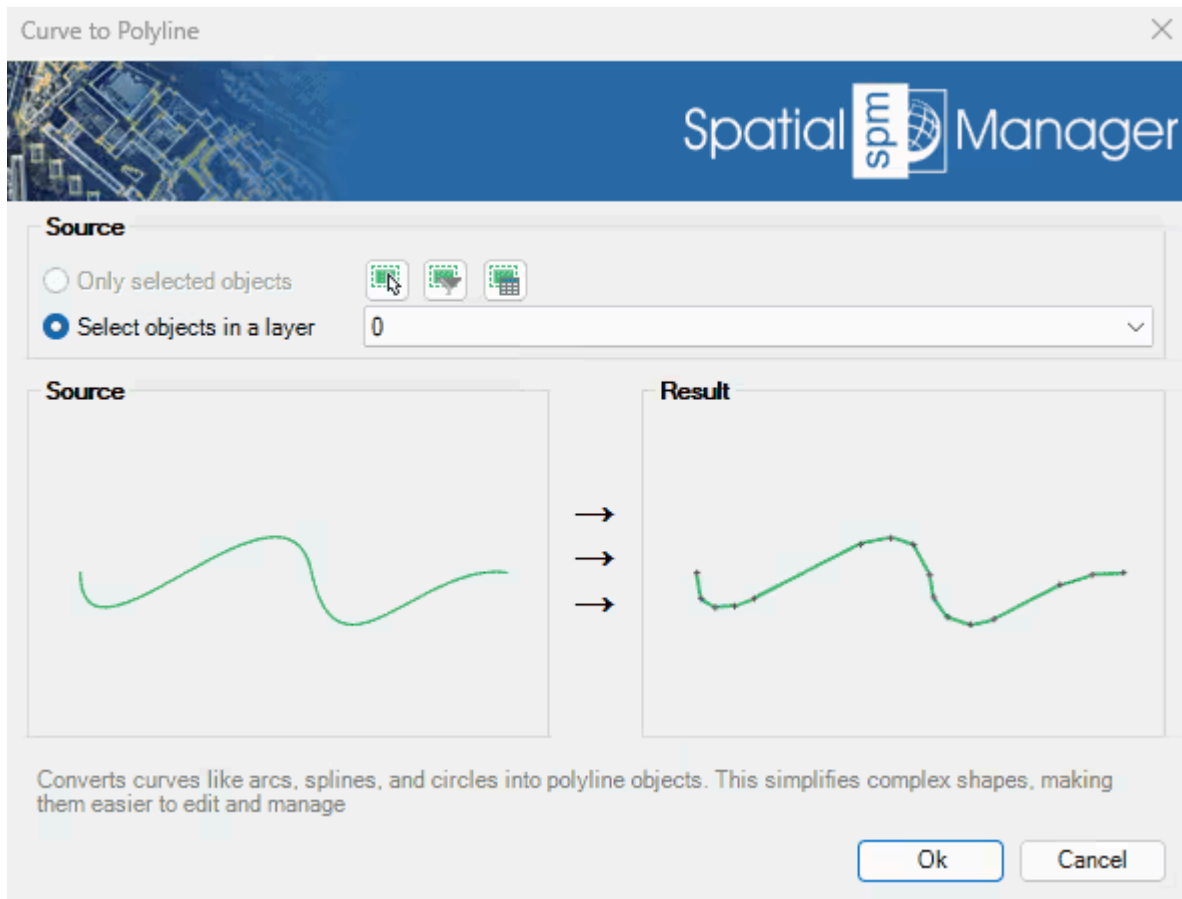 Curve to Polyline
Spatial spm Manager
Source
Only selected objects
Select objects in a layer
0
Source
Result
Converts curves like arcs, splines, and circles into polyline objects. This simplifies complex shapes, making
them easier to edit and manage
Ok
Cancel